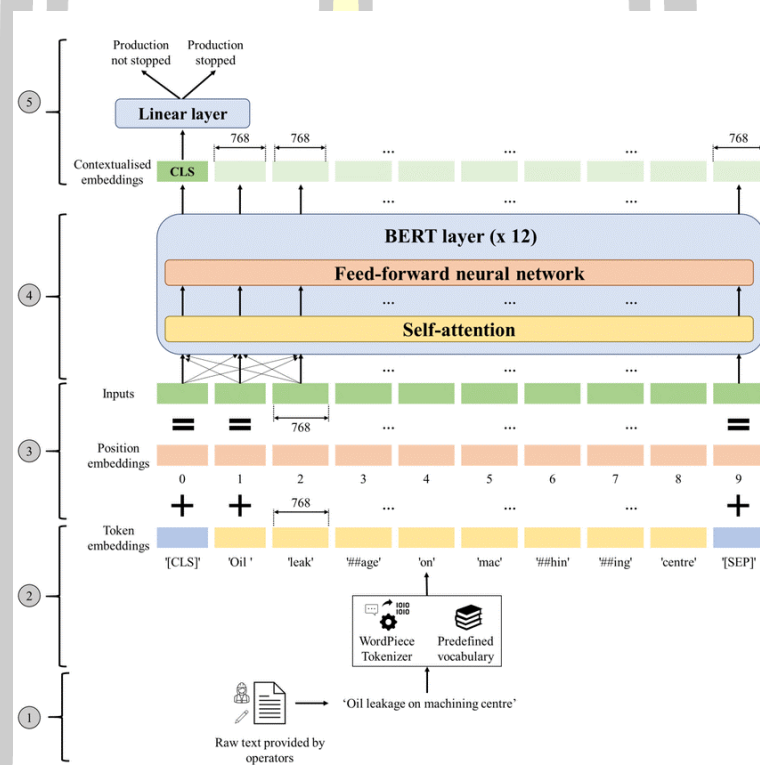 Production
not stopped
Production
stopped
5
Linear layer
768
768
...
...
...
768
Contextualised
embeddings
CLS
...
...
...
BERT layer (x 12)
Feed-forward neural network
4
...
...
...
Self-attention
...
...
...
Inputs
=
=
768
...
...
...
=
3
Position
embeddings
0
1
2
3
4
5
6
7
8
9
+
+
768
...
...
...
+
Token
embeddings
'[CLS]'
'Oil '
'leak'
'##age'
'on'
'mac'
'##hin'
'##ing'
'centre'
'[SEP]'
2
1010
1010
WordPiece
Tokenizer
Predefined
vocabulary
1
'Oil leakage on machining centre'
Raw text provided by
operators